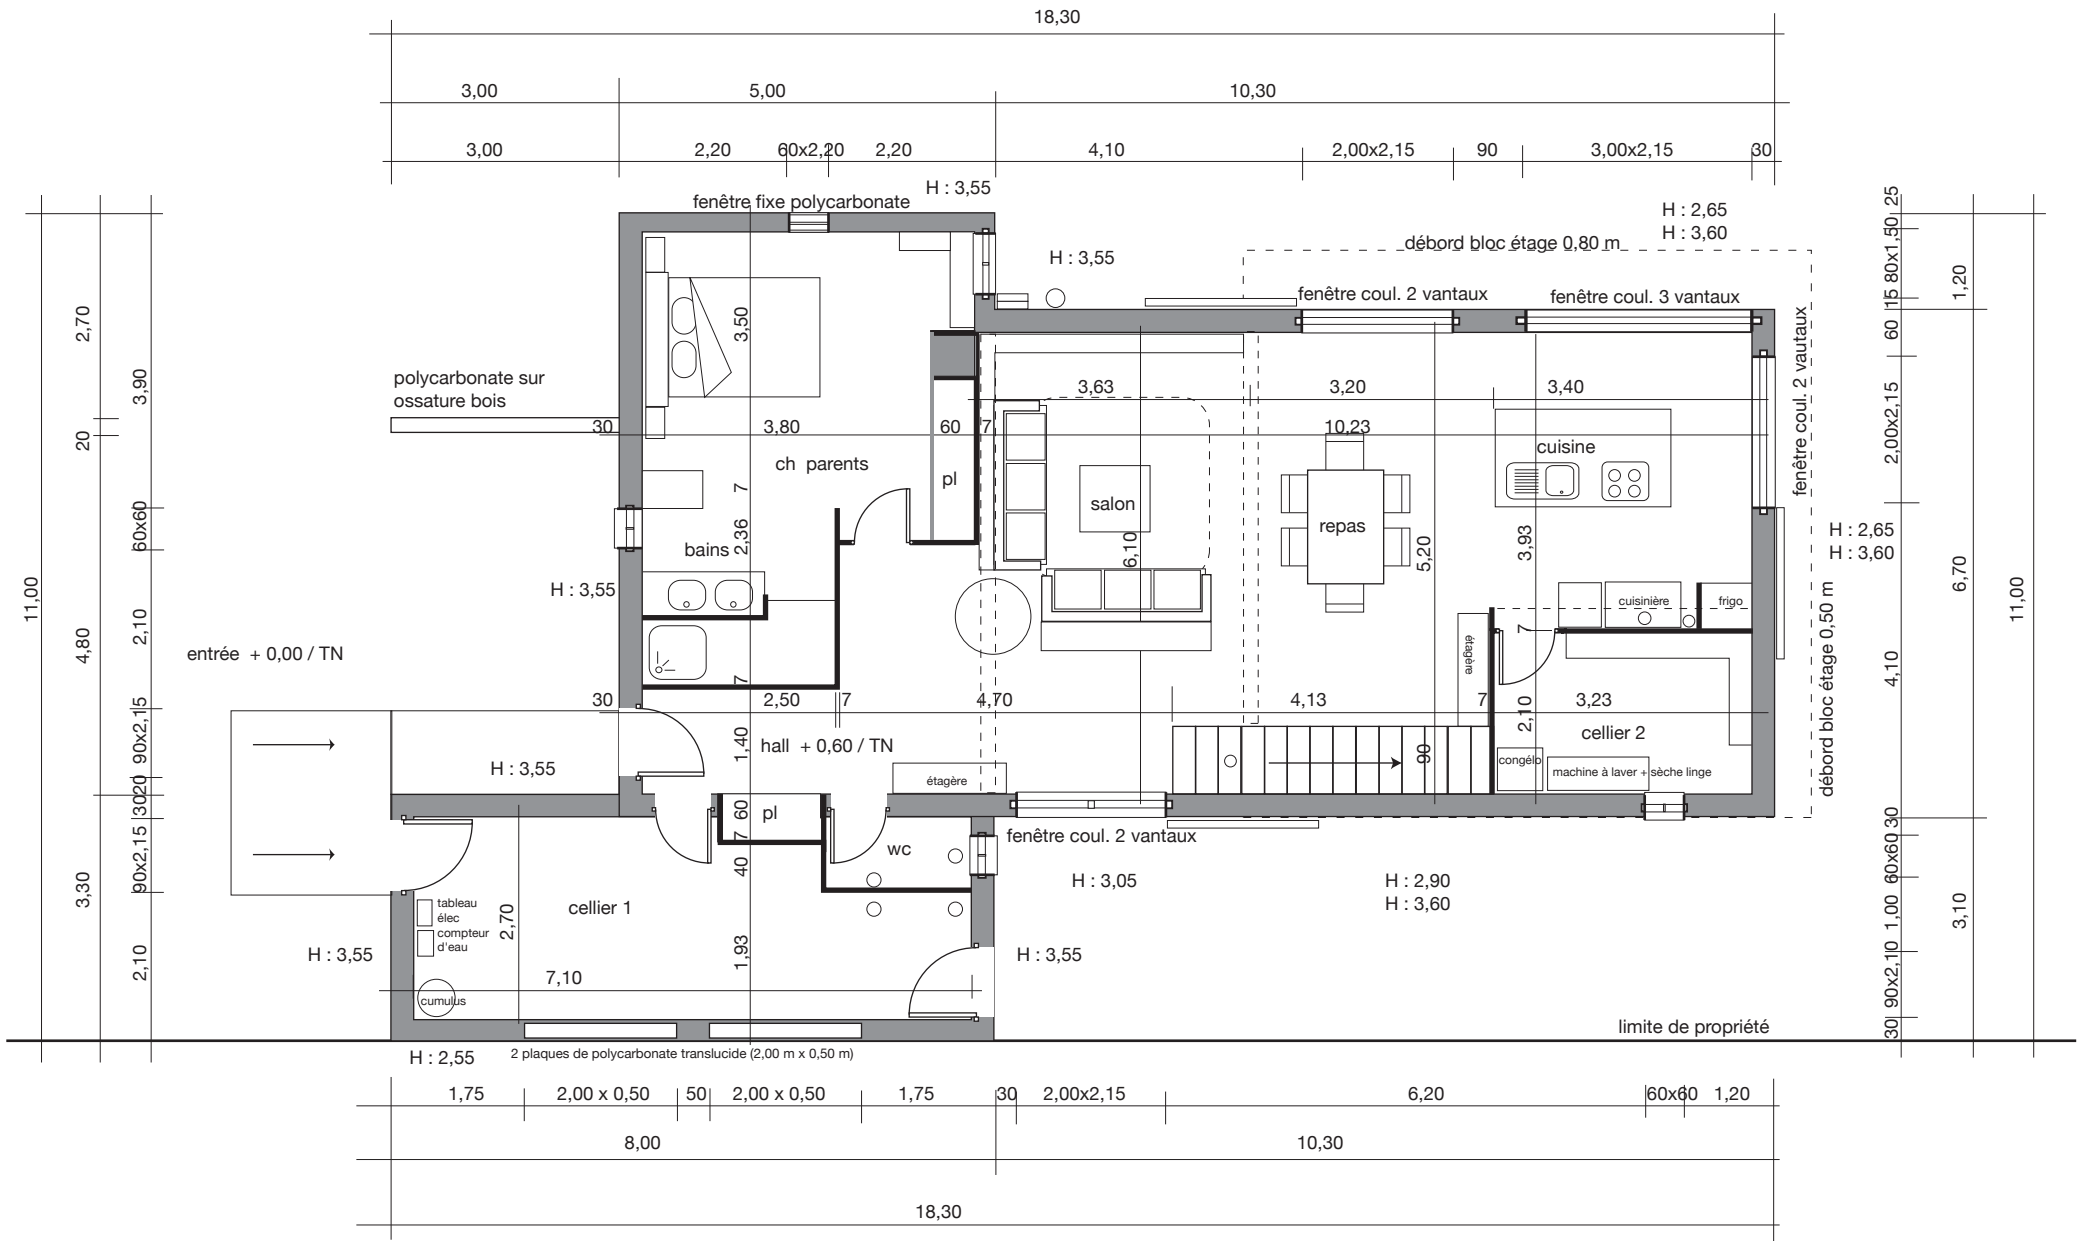 18,30
3,00
5,00
10,30
3,00
2,20
60x2,20
2,20
4,10
2,00x2,15
90
3,00x2,15
30
H : 3,55
fenêtre fixe polycarbonate
H : 2,65
H : 3,60
débord bloc étage 0,80 m
H : 3,55
fenêtre coul. 2 vantaux
fenêtre coul. 3 vantaux
fenêtre coul. 2 vautaux
11,00
2,70
20
4,80
3,30
3,90
60x60
2,10
90x2,15
20
30
90x2,15
2,10
polycarbonate sur
ossature bois
3,50
30
3,80
60
7
10,23
3,63
3,20
3,40
ch parents
pl
7
2,36
bains
salon
6,10
repas
5,20
cuisine
3,93
cuisinière
frigo
H : 3,55
entrée + 0,00 / TN
7
30
2,50
7
4,70
4,13
7
3,23
étagère
7
2,10
cellier 2
1,40
hall + 0,60 / TN
90
congélo
machine à laver + sèche linge
H : 3,55
étagère
60
pl
7
40
wc
fenêtre coul. 2 vantaux
H : 3,05
H : 2,90
H : 3,60
H : 2,65
H : 3,60
débord bloc étage 0,50 m
tableau
élec
compteur
d'eau
2,70
cellier 1
1,93
7,10
cumulus
H : 3,55
H : 3,55
limite de propriété
H : 2,55
2 plaques de polycarbonate translucide (2,00 m x 0,50 m)
25
80x1,50
15
60
2,00x2,15
4,10
30
60x60
1,00
90x2,10
30
1,20
6,70
3,10
11,00
1,75
2,00 x 0,50
50
2,00 x 0,50
1,75
30
2,00x2,15
6,20
60x60
1,20
8,00
10,30
18,30